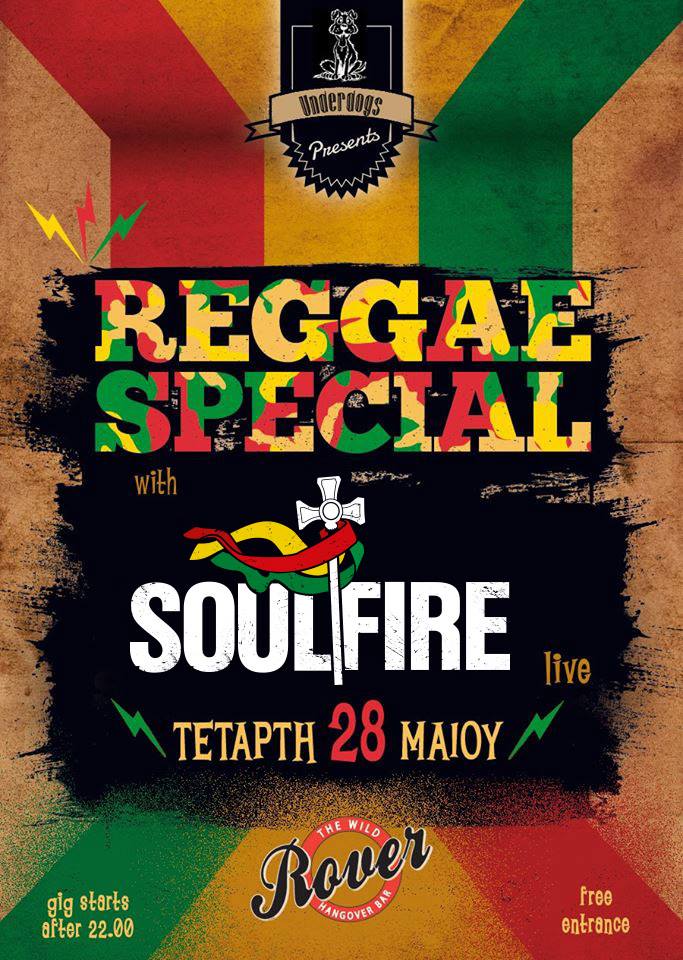 Underdogs
Presents
REGGAE
SPECIAL
with
SOULFIRE
live
ΤΕΤΑΡΤΗ 28 ΜΑΙΟΥ
THE WILD
Rover
HANGOVER BAR
gig starts
after 22.00
free
entrance